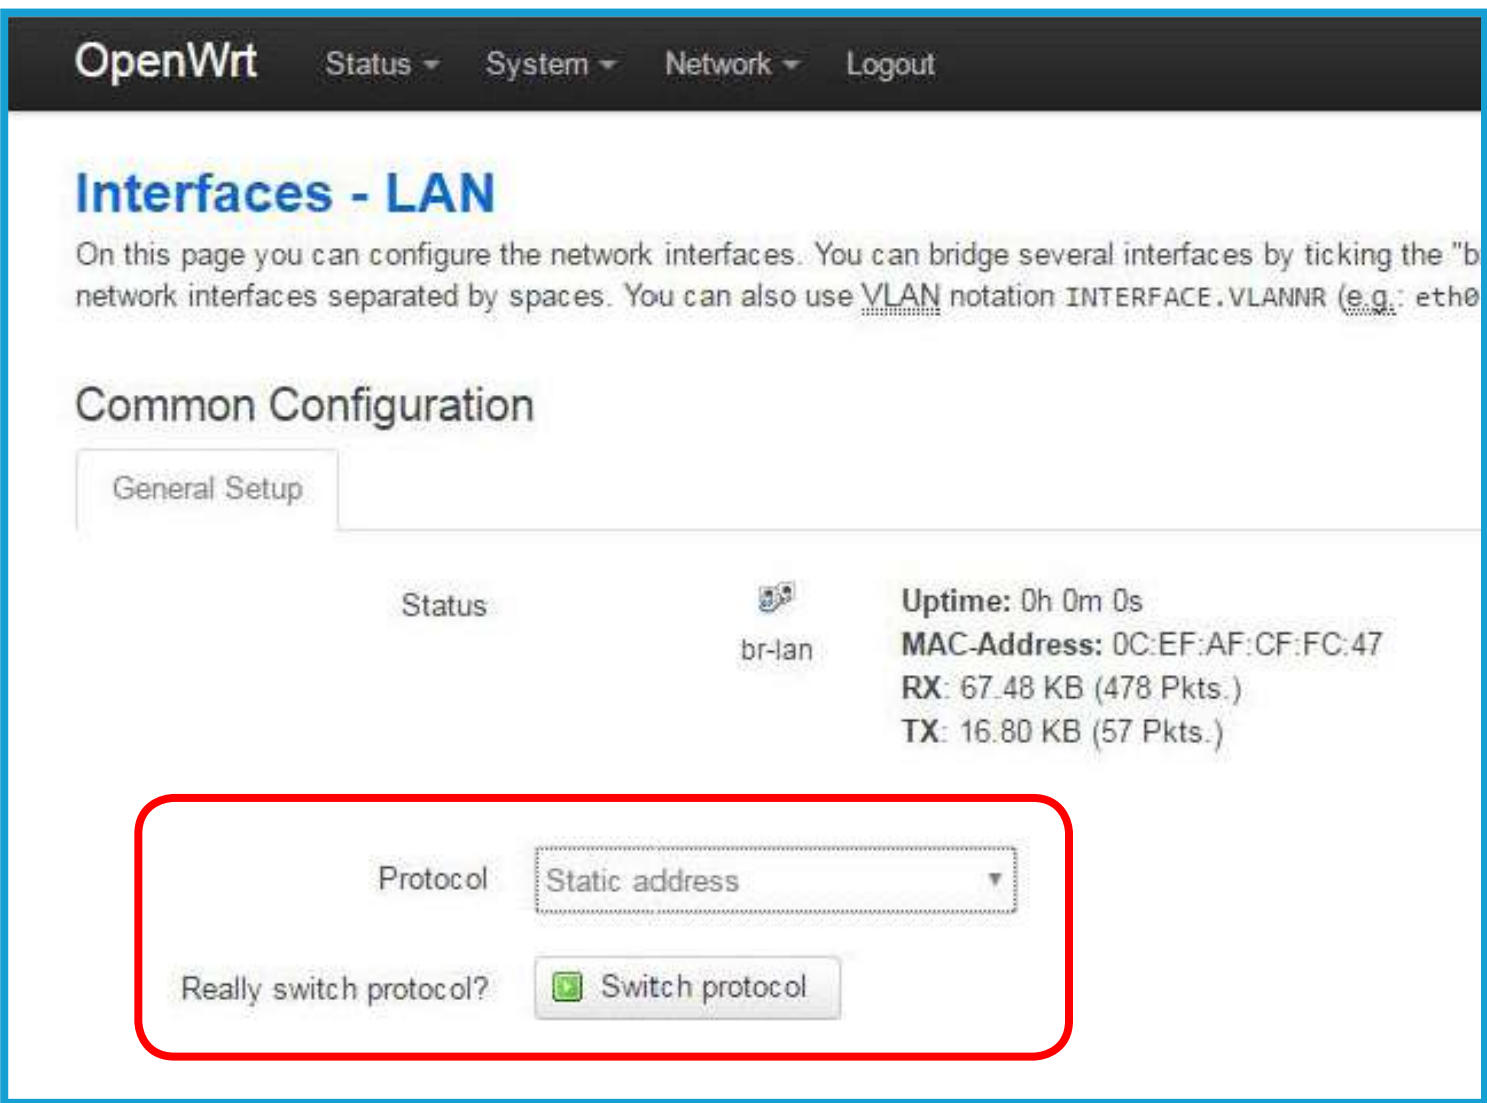 OpenWrt Status System Network Logout
Interfaces - LAN
On this page you can configure the network interfaces. You can bridge several interfaces by ticking the "b
network interfaces separated by spaces. You can also use VLAN notation INTERFACE.VLANNR (e.g.: eth0
Common Configuration
General Setup
Status
br-lan
Uptime: 0h 0m 0s
MAC-Address: 0C:EF:AF:CF:FC:47
RX: 67.48 KB (478 Pkts.)
TX: 16.80 KB (57 Pkts.)
Protocol Static address
Really switch protocol? Switch protocol